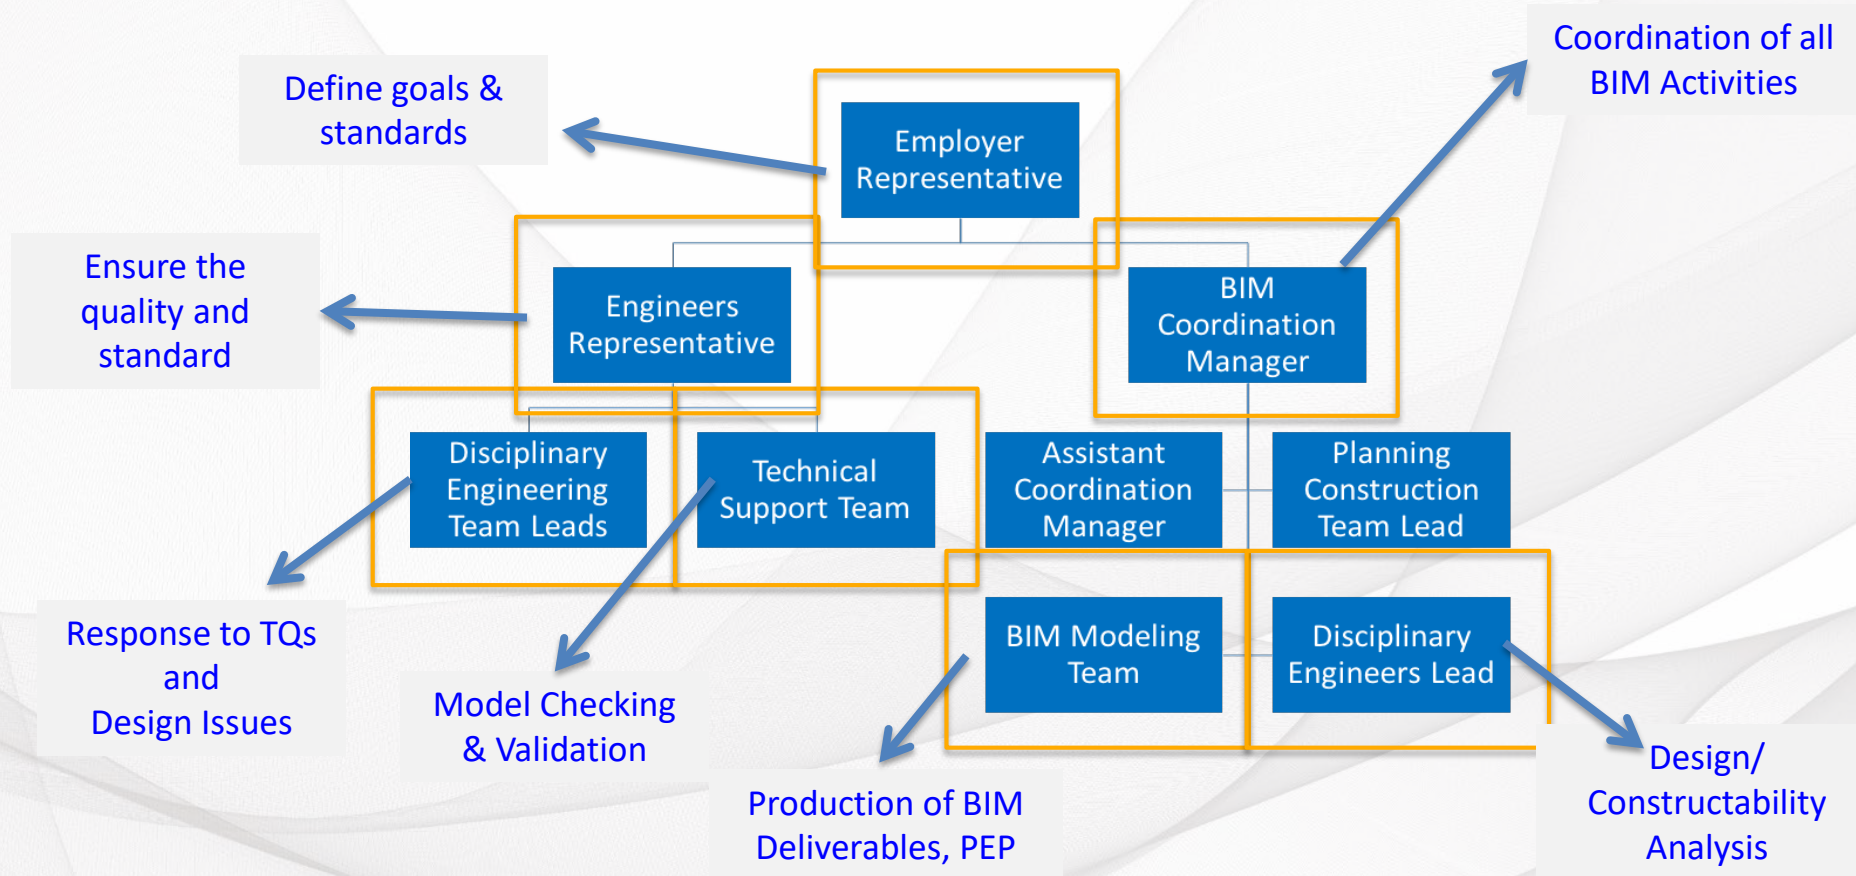 Coordination of all
BIM Activities
Define goals &
standards
Employer
Representative
Ensure the
quality and
standard
Engineers
Representative
BIM
Coordination
Manager
Disciplinary
Engineering
Team Leads
Technical
Support Team
Assistant
Coordination
Manager
Planning
Construction
Team Lead
Response to TQs
and
Design Issues
Model Checking
& Validation
BIM Modeling
Team
Disciplinary
Engineers Lead
Production of BIM
Deliverables, PEP
Design/
Constructability
Analysis